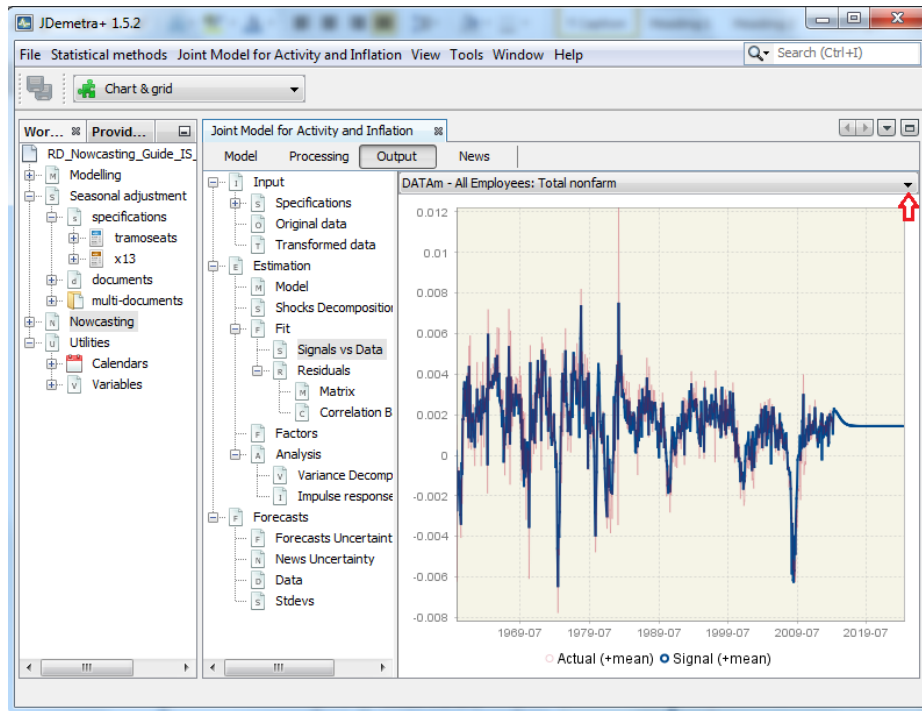 JDemetra+ 1.5.2
File Statistical methods Joint Model for Activity and Inflation View Tools Window Help
Search (Ctrl+I)
Chart & grid
Wor...
Provid...
RD_Nowcasting_Guide_IS_
M Modelling
S Seasonal adjustment
s specifications
tramoseats
x13
d documents
multi-documents
N Nowcasting
U Utilities
Calendars
V Variables
Joint Model for Activity and Inflation
Model Processing Output News
I Input
S Specifications
O Original data
T Transformed data
E Estimation
M Model
S Shocks Decomposition
F Fit
S Signals vs Data
R Residuals
M Matrix
C Correlation B
F Factors
A Analysis
V Variance Decomp
I Impulse response
F Forecasts
F Forecasts Uncertaint
N News Uncertainty
D Data
S Stdevs
DATAm - All Employees: Total nonfarm
0.012
0.008
0.006
0.004
0.002
0
-0.002
-0.004
-0.006
-0.008
1969-07 1979-07 1989-07 1999-07 2009-07 2019-07
Actual (+mean) Signal (+mean)